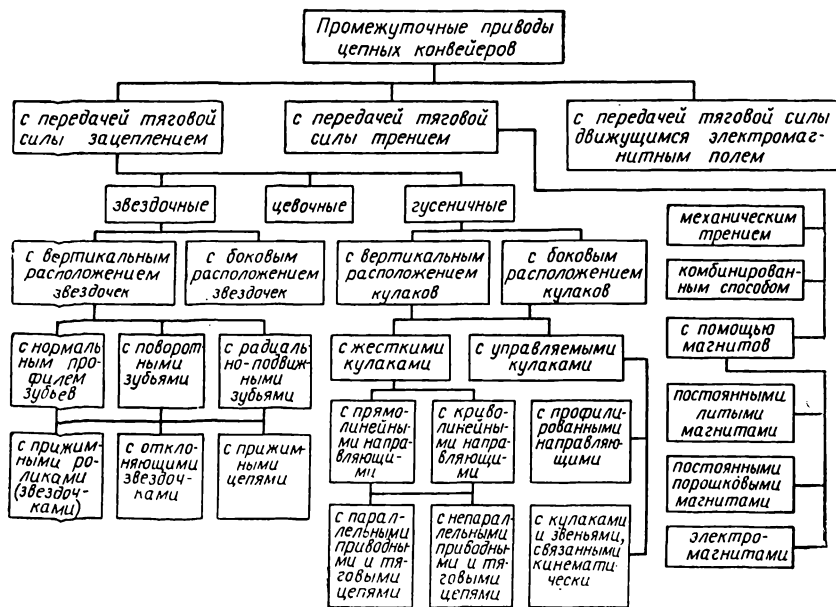 Промежуточные приводы
цепных конвейеров
с передачей тяговой
силы зацеплением
с передачей тяговой
силы трением
с передачей тяговой силы
движущимся электромаг-
нитным полем
звездочные
цевочные
гусеничные
механическим
трением
комбинирован-
ным способом
с помощью
магнитов
постоянными
литыми
магнитами
постоянными
порошковыми
магнитами
электро-
магнитами
с вертикальным
расположением
звездочек
с боковым
расположением
звездочек
с вертикальным
расположением
кулаков
с боковым
расположением
кулаков
с нормаль-
ным про-
филем
зубьев
с поворот-
ными
зубьями
с радиаль-
но-подвиж-
ными
зубьями
с жесткими
кулаками
с управляемыми
кулаками
с прижим-
ными ро-
ликами
(звездоч-
ками)
с откло-
няющими
звездоч-
ками
с прижим-
ными
цепями
с прямо-
линейны-
ми направ-
ляющи-
ми
с криво-
линейны-
ми направ-
ляющи-
ми
с профили-
рованными
направляю-
щими
с парал-
лельными
приводны-
ми и тя-
говыми
цепями
с непарал-
лельными
приводны-
ми и тя-
говыми
цепями
с кулаками
и звеньями,
связанными
кинемати-
чески